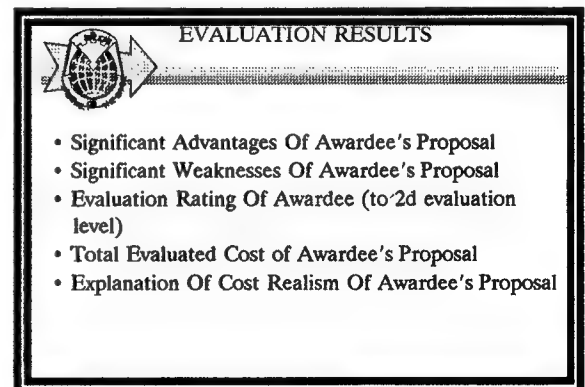 EVALUATION RESULTS
• Significant Advantages Of Awardee's Proposal
• Significant Weaknesses Of Awardee's Proposal
• Evaluation Rating Of Awardee (to 2d evaluation
level)
• Total Evaluated Cost of Awardee's Proposal
• Explanation Of Cost Realism Of Awardee's Proposal